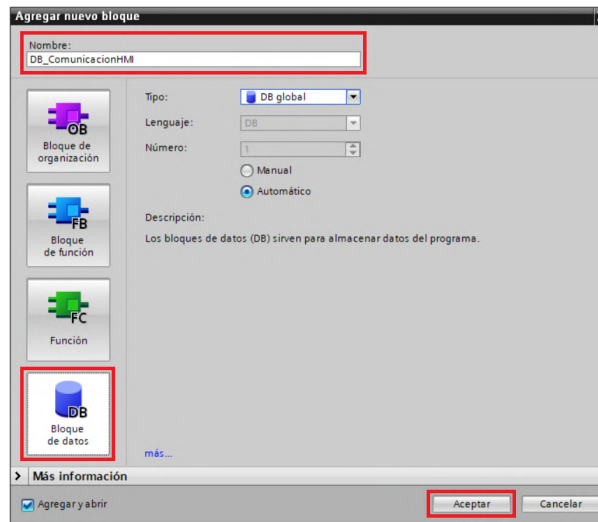 Agregar nuevo bloque
Nombre:
DB_ComunicacionHMI
OB
Bloque de
organización
FB
Bloque
de función
FC
Función
DB
Bloque
de datos
Tipo:
DB global
Lenguaje:
DB
Número:
1
Manual
Automático
Descripción:
Los bloques de datos (DB) sirven para almacenar datos del programa.
más...
> Más información
Agregar y abrir
Aceptar
Cancelar